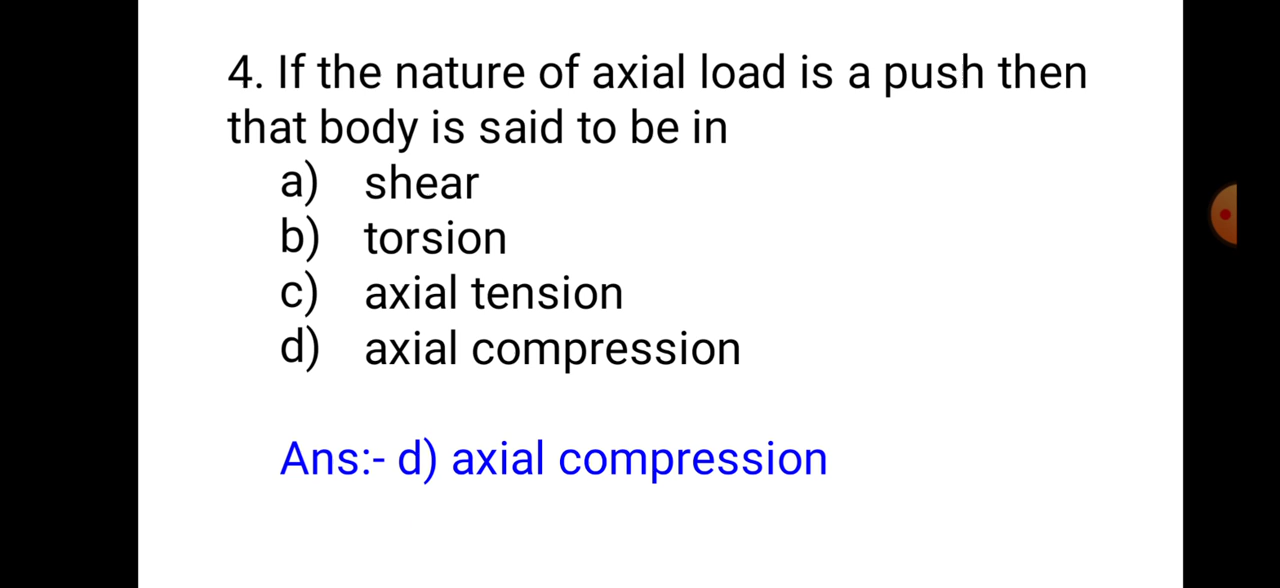 4. If the nature of axial load is a push then
that body is said to be in
a) shear
b) torsion
c) axial tension
d) axial compression
Ans:- d) axial compression